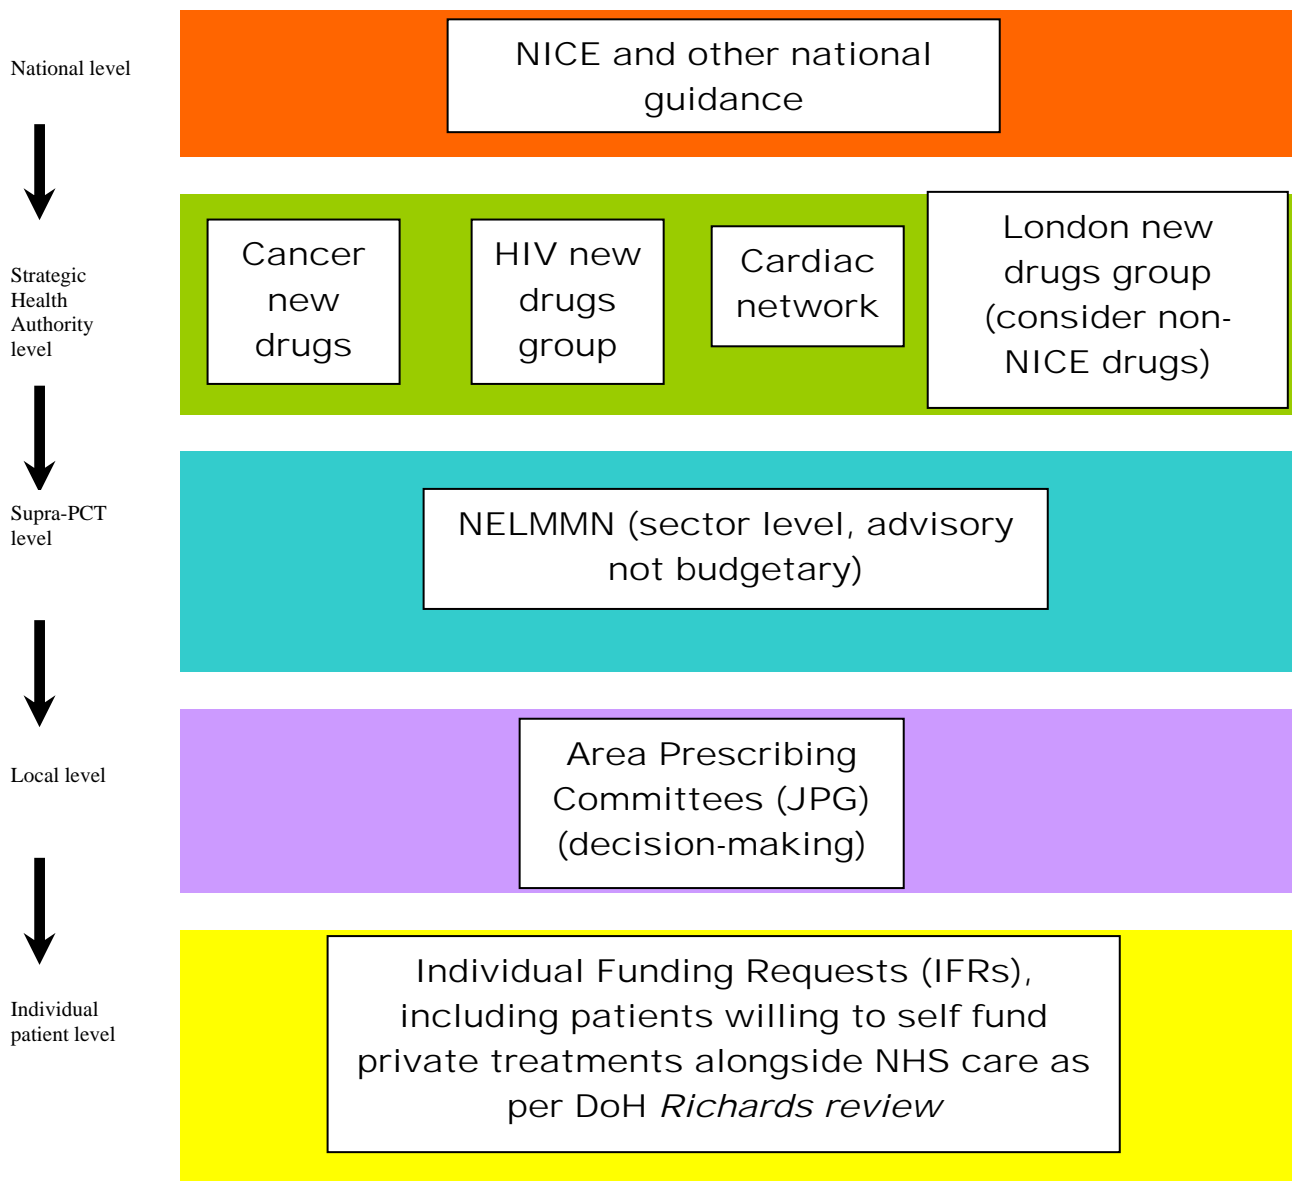 National level
NICE and other national
guidance
Strategic
Health
Authority
level
Cancer
new
drugs
HIV new
drugs
group
Cardiac
network
London new
drugs group
(consider non-
NICE drugs)
Supra-PCT
level
NELMMN (sector level, advisory
not budgetary)
Local level
Area Prescribing
Committees (JPG)
(decision-making)
Individual
patient level
Individual Funding Requests (IFRs),
including patients willing to self fund
private treatments alongside NHS care as
per DoH Richards review